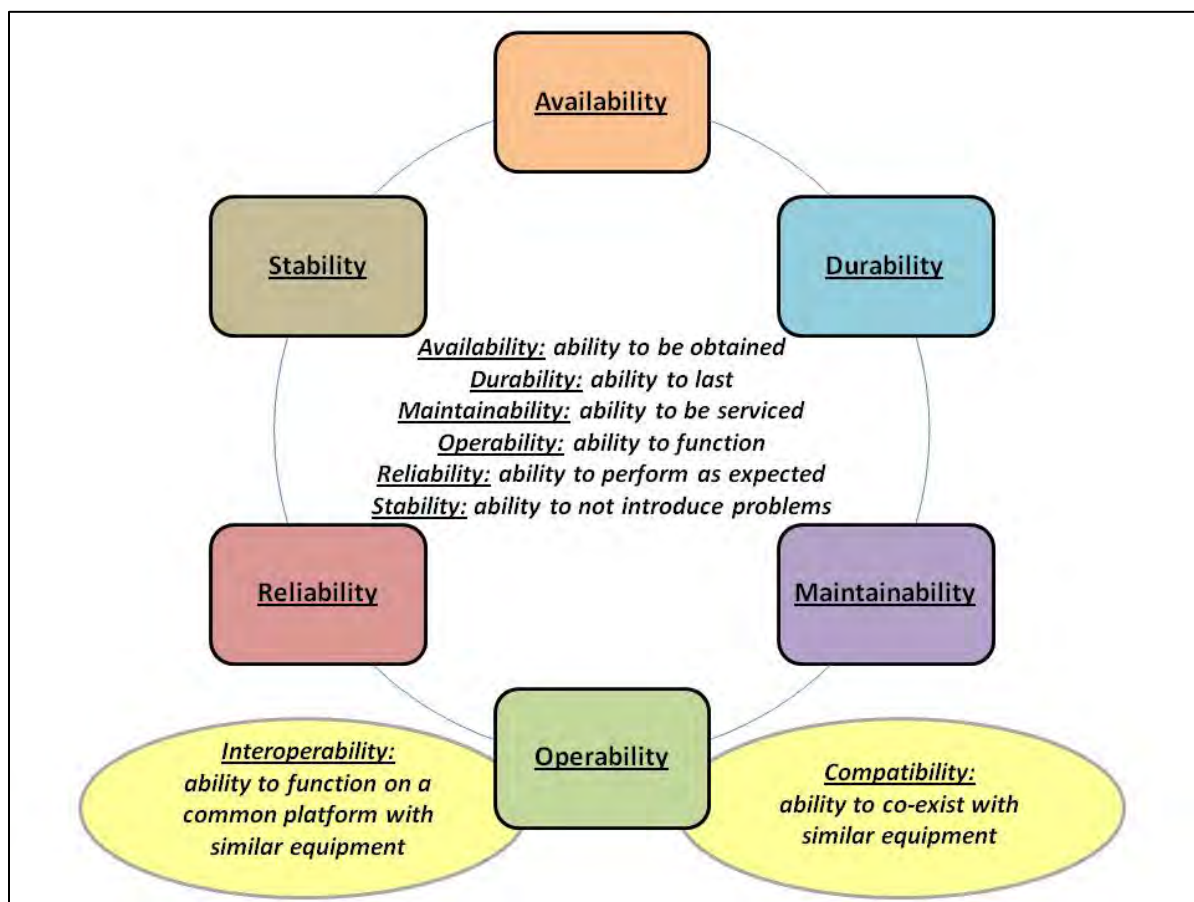 Availability
Stability
Durability
Availability: ability to be obtained
Durability: ability to last
Maintainability: ability to be serviced
Operability: ability to function
Reliability: ability to perform as expected
Stability: ability to not introduce problems
Reliability
Maintainability
Operability
Interoperability:
ability to function on a
common platform with
similar equipment
Compatibility:
ability to co-exist with
similar equipment